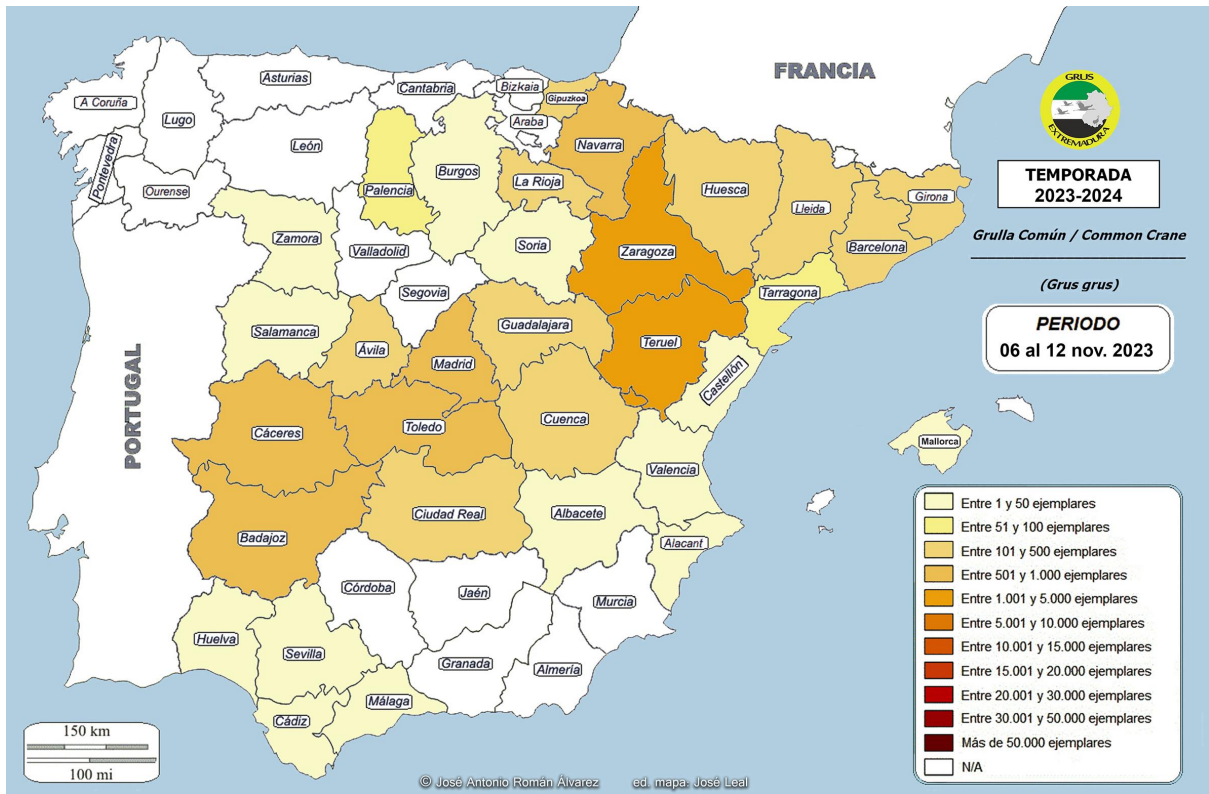 FRANCIA
GRUS
EXTREMADURA
TEMPORADA
2023-2024
Grulla Común / Common Crane
(Grus grus)
PERIODO
06 al 12 nov. 2023
A Coruña
Lugo
Asturias
Cantabria
Bizkaia
Gipuzkoa
Araba
Navarra
Pontevedra
Ourense
León
Palencia
Burgos
La Rioja
Huesca
Lleida
Girona
Barcelona
Zamora
Valladolid
Soria
Zaragoza
Segovia
Tarragona
Salamanca
Ávila
Madrid
Guadalajara
Teruel
Castellón
PORTUGAL
Cáceres
Toledo
Cuenca
Valencia
Mallorca
Badajoz
Ciudad Real
Albacete
Alacant
Córdoba
Jaén
Murcia
Huelva
Sevilla
Granada
Almería
Málaga
Cádiz
Entre 1 y 50 ejemplares
Entre 51 y 100 ejemplares
Entre 101 y 500 ejemplares
Entre 501 y 1.000 ejemplares
Entre 1.001 y 5.000 ejemplares
Entre 5.001 y 10.000 ejemplares
Entre 10.001 y 15.000 ejemplares
Entre 15.001 y 20.000 ejemplares
Entre 20.001 y 30.000 ejemplares
Entre 30.001 y 50.000 ejemplares
Más de 50.000 ejemplares
N/A
150 km
100 mi
© José Antonio Román Álvarez ed. mapa: José Leal